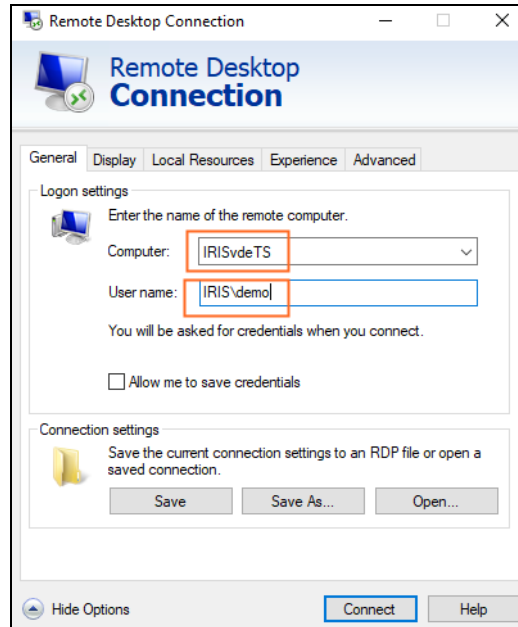 Remote Desktop Connection
Remote Desktop
Connection
General Display Local Resources Experience Advanced
Logon settings
Enter the name of the remote computer.
Computer: IRISvdeTS
User name: IRIS\demo
You will be asked for credentials when you connect.
Allow me to save credentials
Connection settings
Save the current connection settings to an RDP file or open a
saved connection.
Save Save As... Open...
Hide Options Connect Help